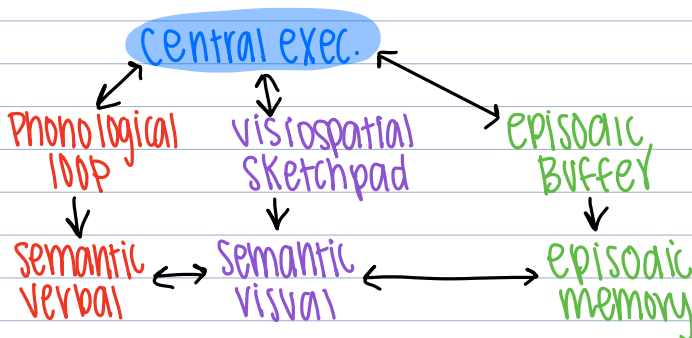 central exec.
Phonological visiospatial episodic
loop sketchpad Buffer
semantic semantic episodic
verbal visual memory